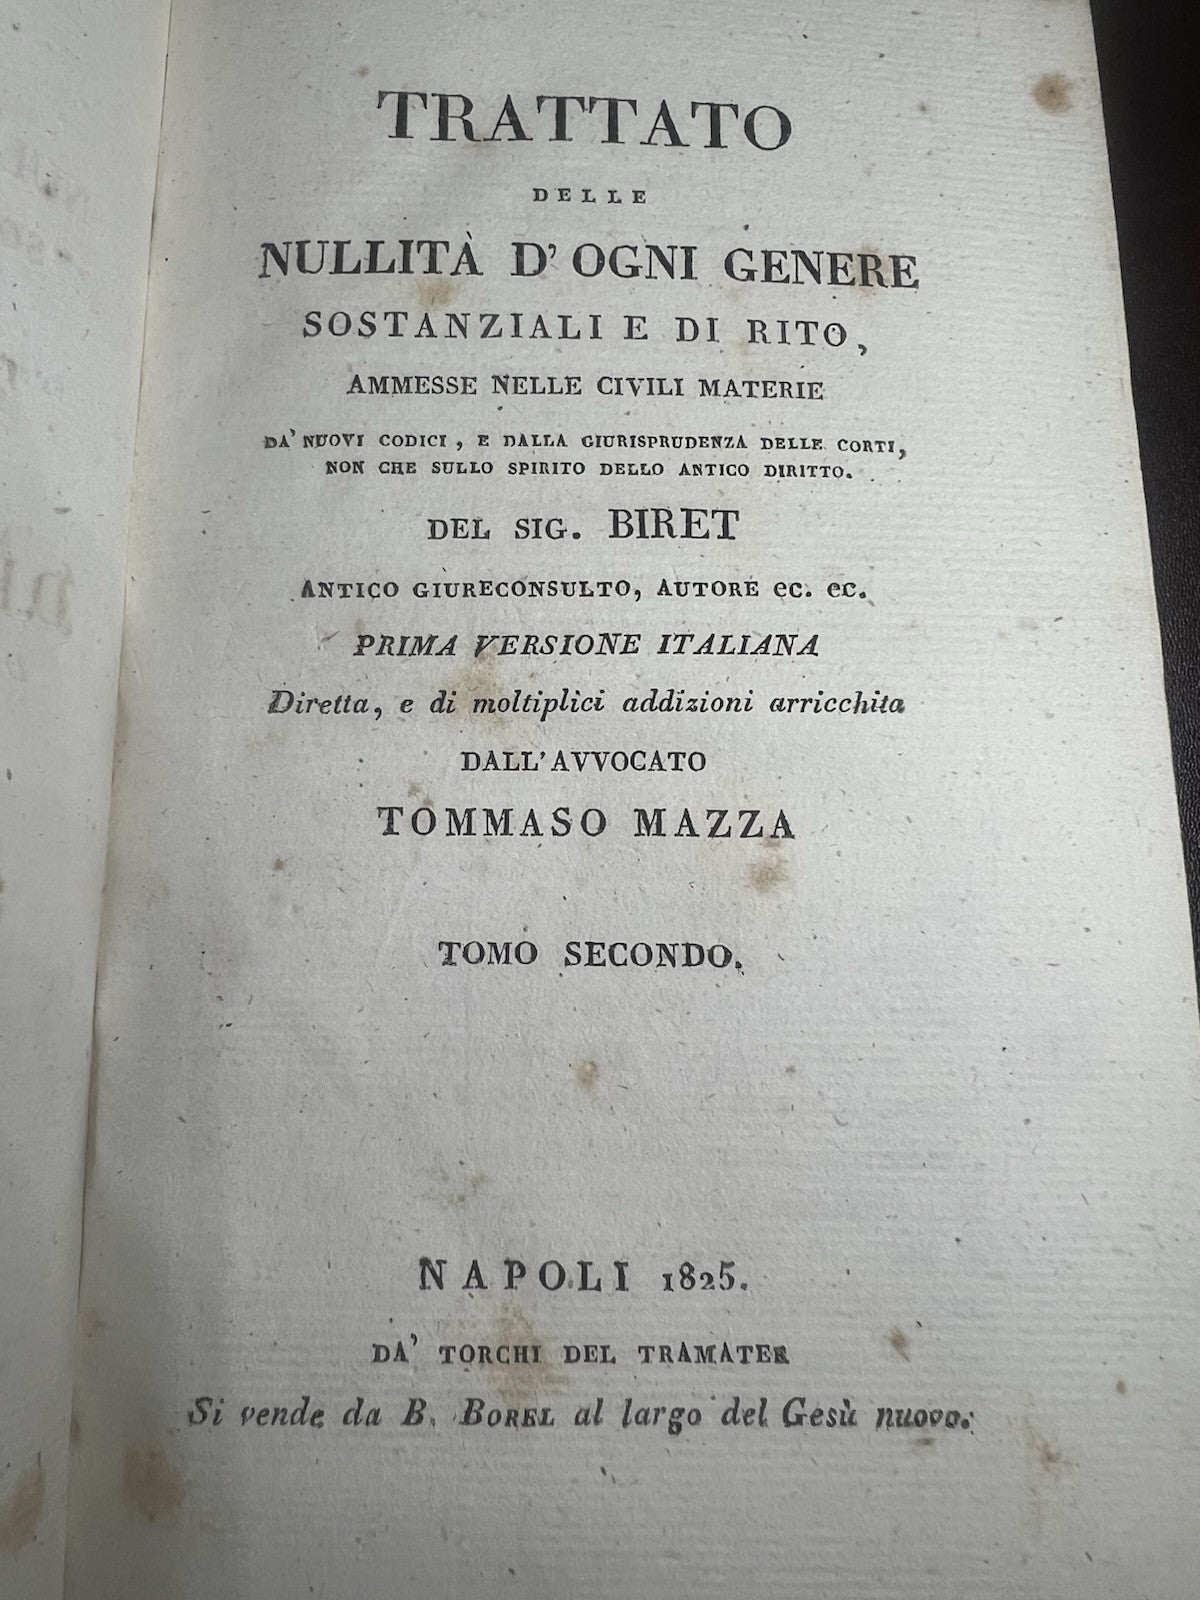 TRATTATO
DELLE
NULLITÀ D'OGNI GENERE
SOSTANZIALI E DI RITO,
AMMESSE NELLE CIVILI MATERIE
DA' NUOVI CODICI, E DALLA GIURISPRUDENZA DELLE CORTI,
NON CHE SULLO SPIRITO DELLO ANTICO DIRITTO.
DEL SIG. BIRET
ANTICO GIURECONSULTO, AUTORE ec. ec.
PRIMA VERSIONE ITALIANA
Diretta, e di moltiplici addizioni arricchita
DALL'AVVOCATO
TOMMASO MAZZA
TOMO SECONDO.
NAPOLI 1825.
DA' TORCHI DEL TRAMATER
Si vende da B. BOREL al largo del Gesù nuovo.